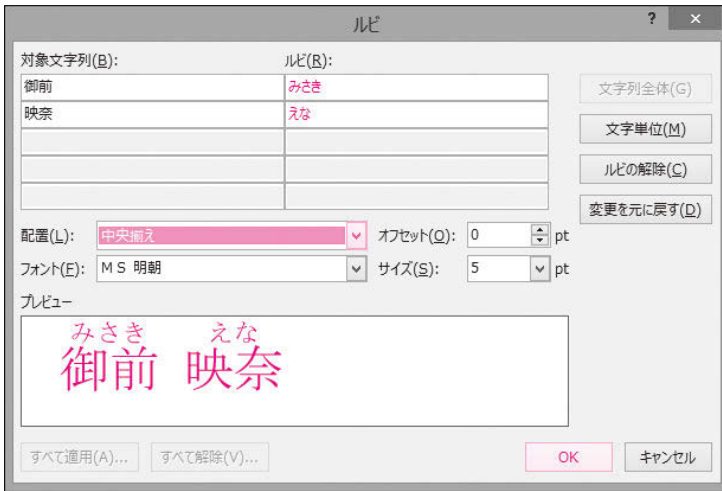 ルビ ? ×
対象文字列(B): ルビ(R):
御前 みさき
映奈 えな
文字列全体(G)
文字単位(M)
ルビの解除(C)
変更を元に戻す(D)
配置(L): 中央揃え オフセット(O): 0 pt
フォント(F): ＭＳ 明朝 サイズ(S): 5 pt
プレビュー
みさき えな
御前 映奈
すべて適用(A)... すべて解除(V)... OK キャンセル